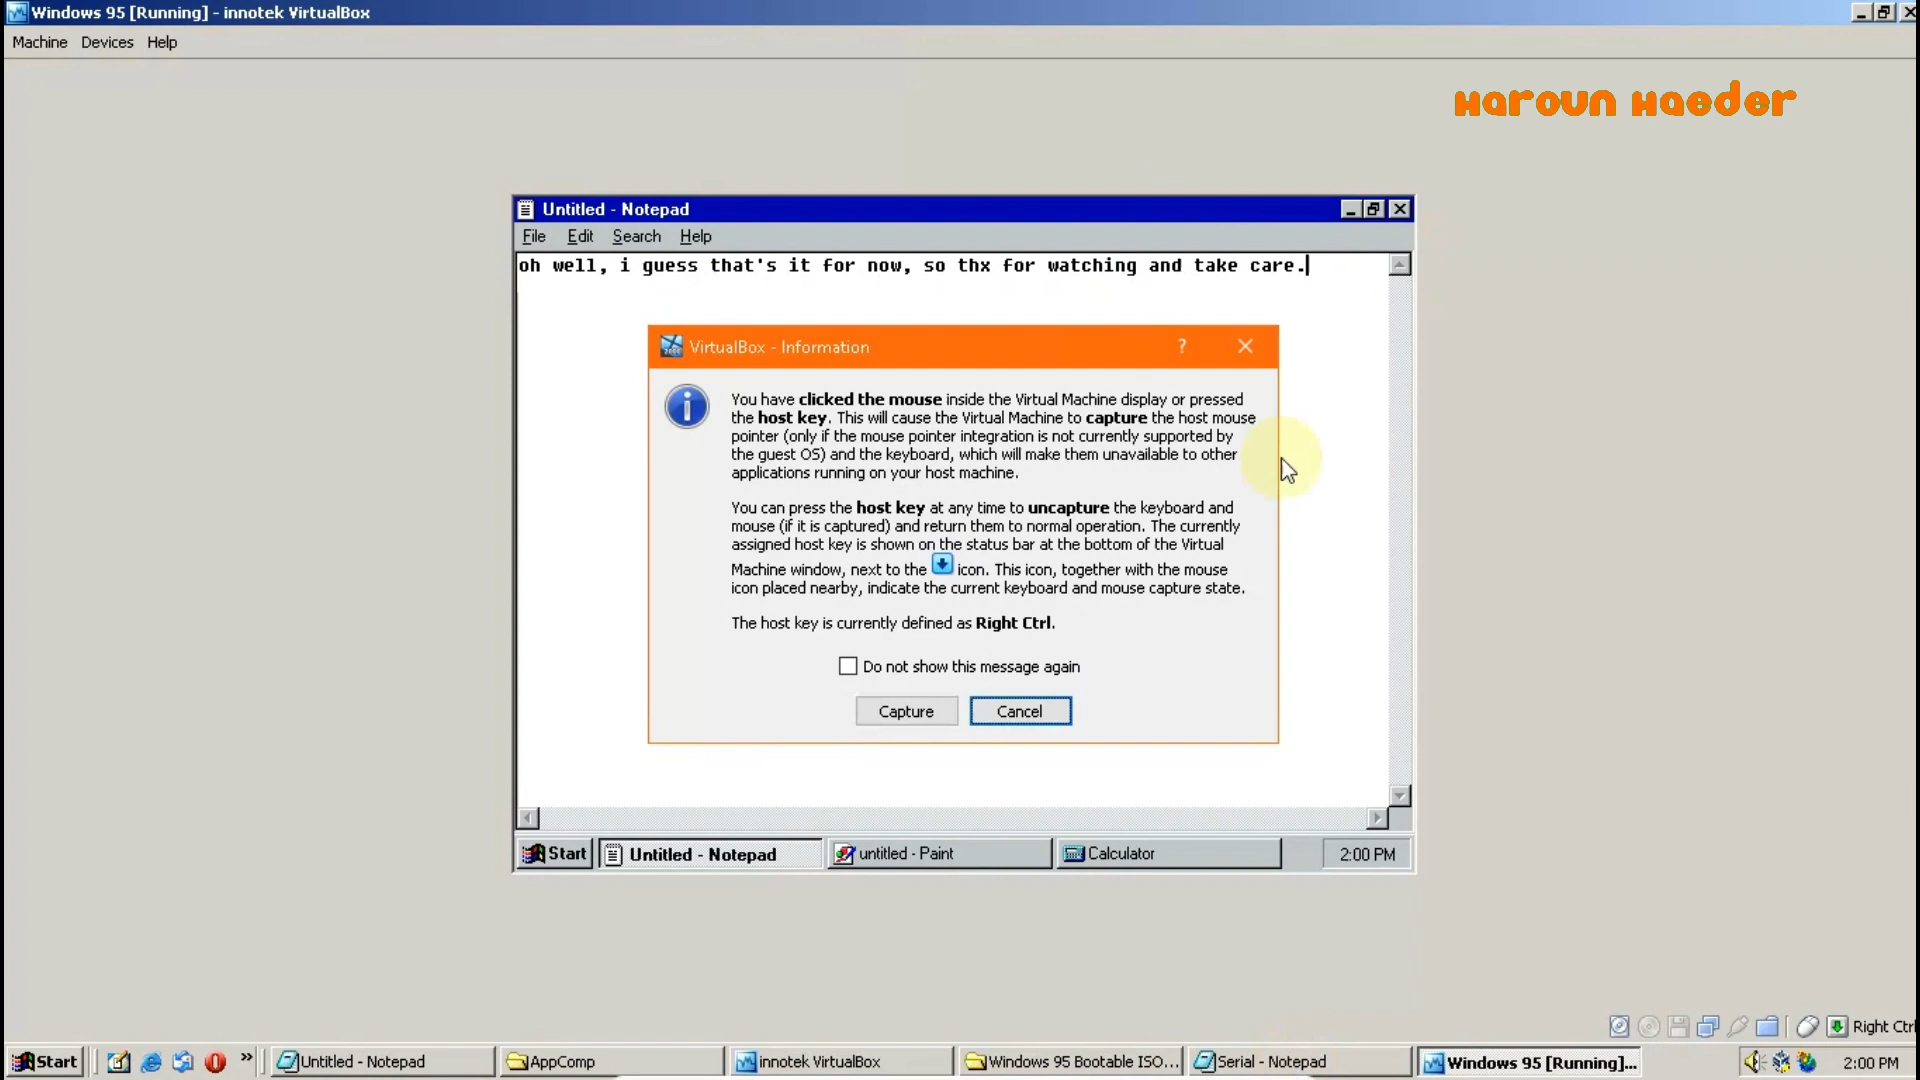 Windows 95 [Running] - innotek VirtualBox
Machine Devices Help
Haroun Haeder
Untitled - Notepad
File Edit Search Help
oh well, i guess that's it for now, so thx for watching and take care.
VirtualBox - Information
You have clicked the mouse inside the Virtual Machine display or pressed
the host key. This will cause the Virtual Machine to capture the host mouse
pointer (only if the mouse pointer integration is not currently supported by
the guest OS) and the keyboard, which will make them unavailable to other
applications running on your host machine.
You can press the host key at any time to uncapture the keyboard and
mouse (if it is captured) and return them to normal operation. The currently
assigned host key is shown on the status bar at the bottom of the Virtual
Machine window, next to the icon. This icon, together with the mouse
icon placed nearby, indicate the current keyboard and mouse capture state.
The host key is currently defined as Right Ctrl.
Do not show this message again
Capture Cancel
Start Untitled - Notepad untitled - Paint Calculator 2:00 PM
Right Ctrl
Start Untitled - Notepad AppComp innotek VirtualBox Windows 95 Bootable ISO... Serial - Notepad Windows 95 [Running]... 2:00 PM